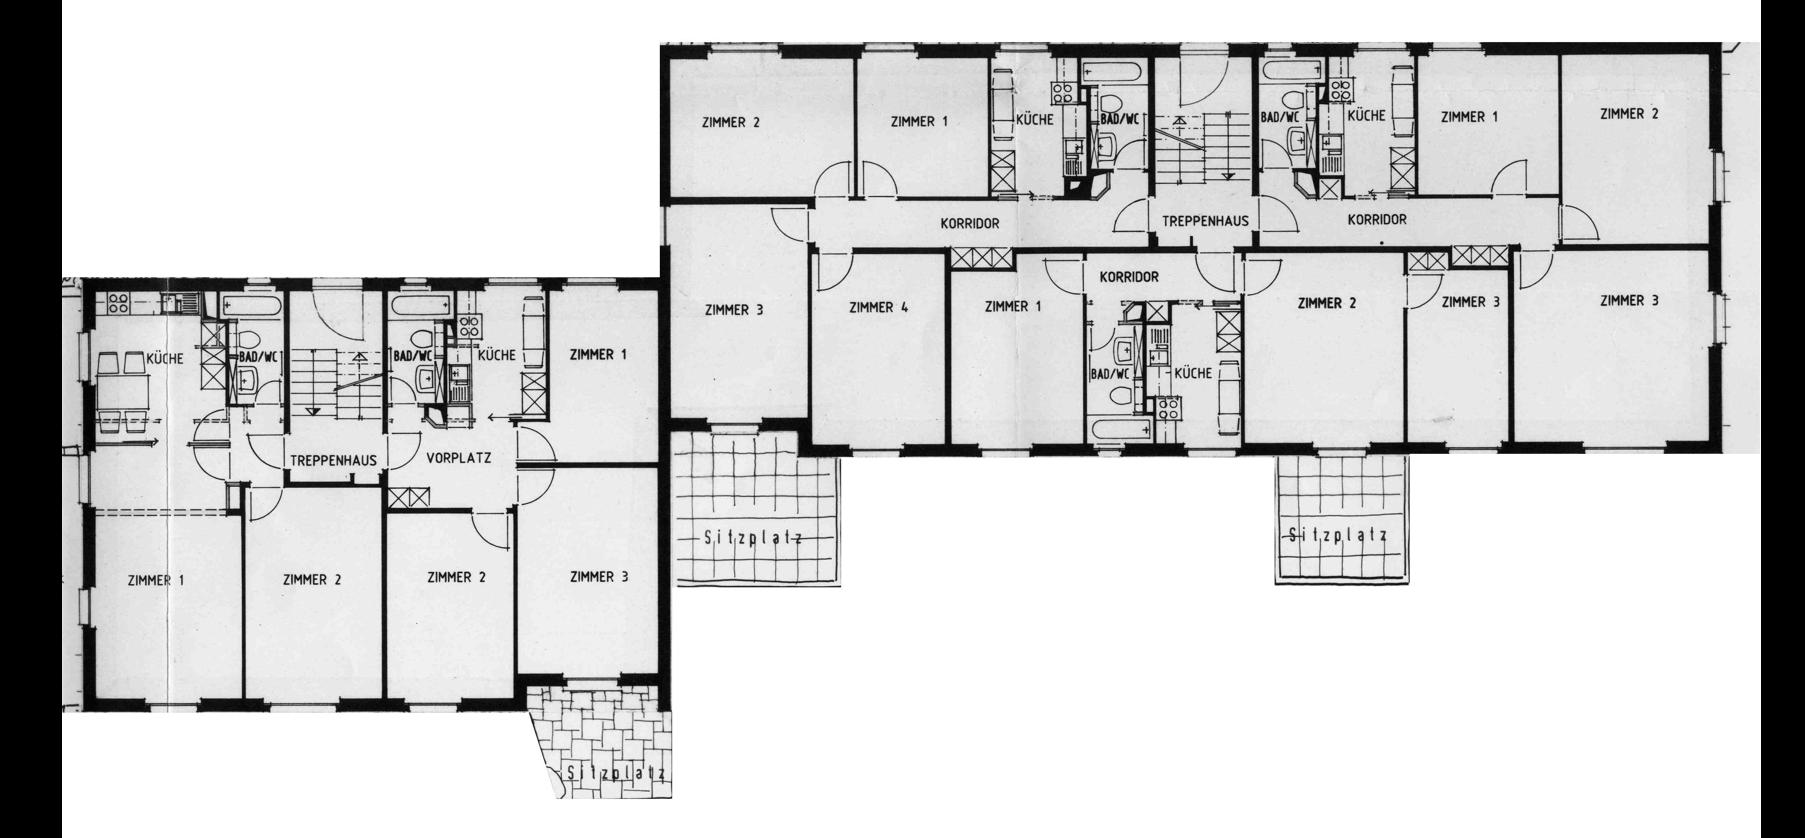 ZIMMER 2
ZIMMER 1
KÜCHE
BAD/WC
BAD/WC
KÜCHE
ZIMMER 1
ZIMMER 2
KORRIDOR
TREPPENHAUS
KORRIDOR
ZIMMER 3
ZIMMER 4
ZIMMER 1
KORRIDOR
ZIMMER 2
ZIMMER 3
ZIMMER 3
BAD/WC
KÜCHE
KÜCHE
BAD/WC
BAD/WC
KÜCHE
ZIMMER 1
TREPPENHAUS
VORPLATZ
Sitzplatz
Sitzplatz
ZIMMER 1
ZIMMER 2
ZIMMER 2
ZIMMER 3
Sitzplatz